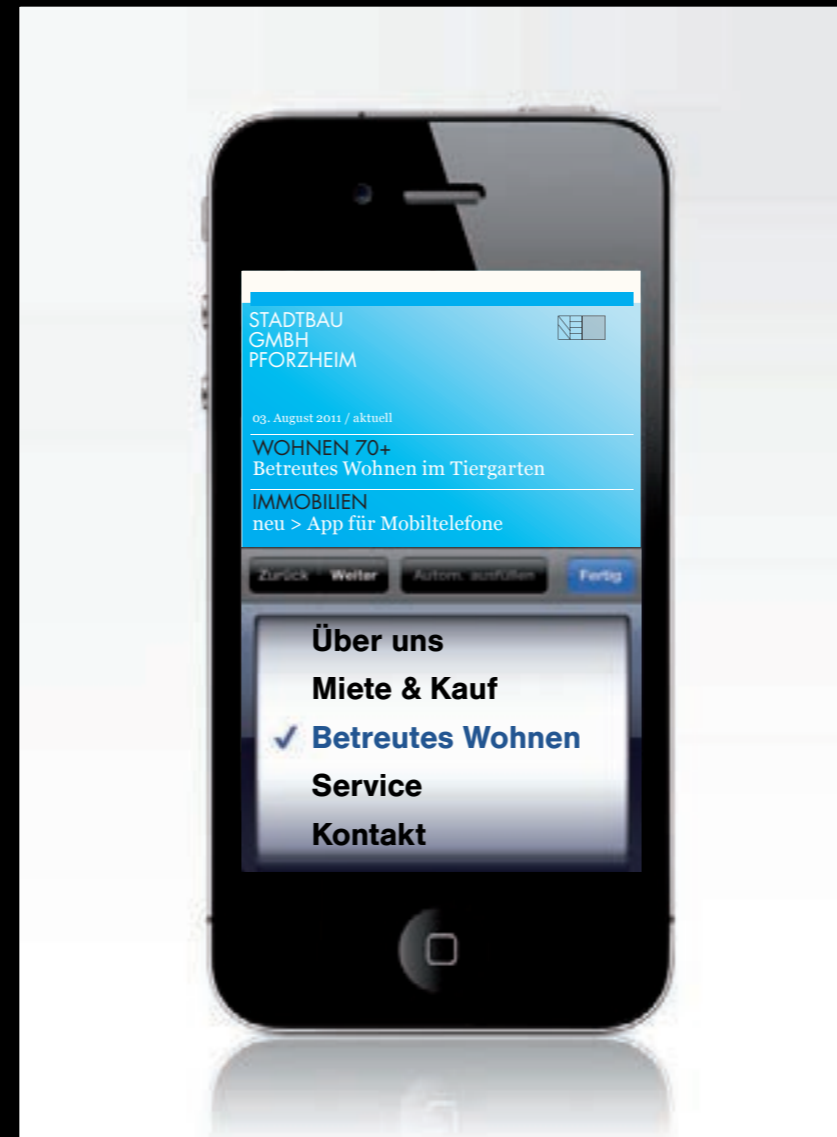 STADTBAU
GMBH
PFORZHEIM
03. August 2011 / aktuell
WOHNEN 70+
Betreutes Wohnen im Tiergarten
IMMOBILIEN
neu > App für Mobiltelefone
Zurück Weiter Autom. ausfüllen Fertig
Über uns
Miete & Kauf
Betreutes Wohnen
Service
Kontakt